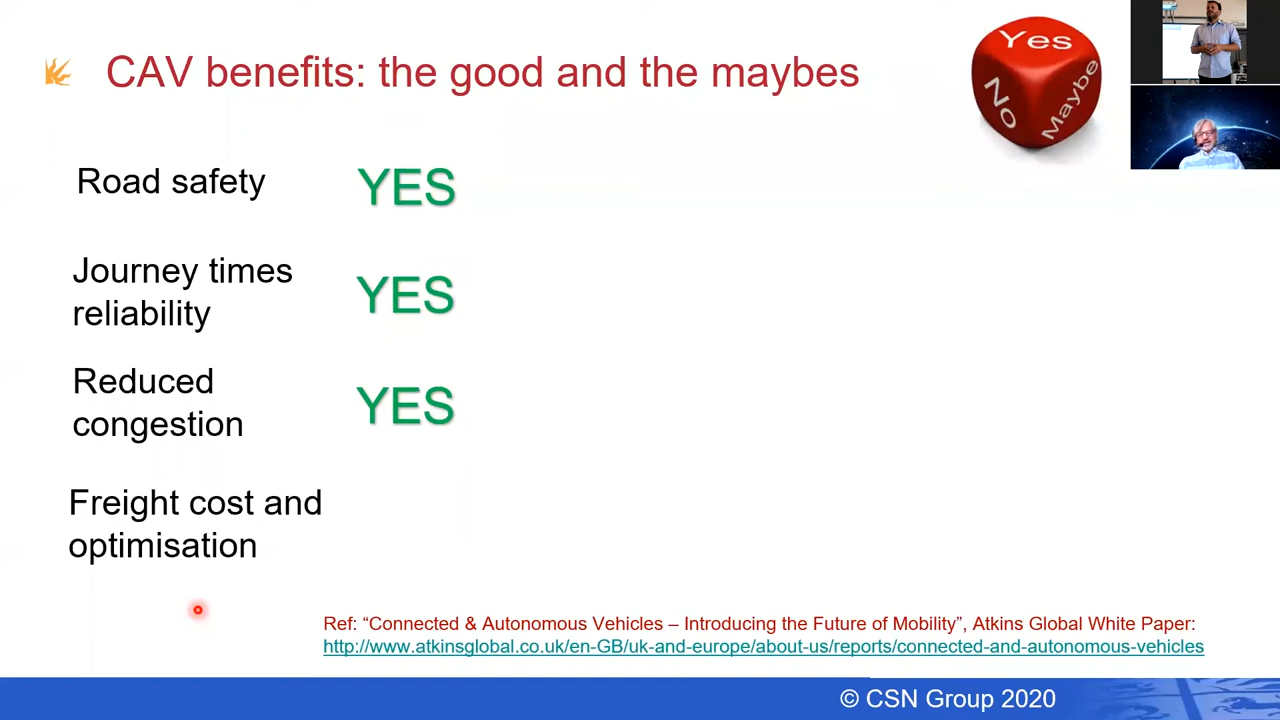 CAV benefits: the good and the maybes
Yes
No
Maybe
Road safety
YES
Journey times
reliability
YES
Reduced
congestion
YES
Freight cost and
optimisation
Ref: “Connected & Autonomous Vehicles – Introducing the Future of Mobility”, Atkins Global White Paper:
http://www.atkinsglobal.co.uk/en-GB/uk-and-europe/about-us/reports/connected-and-autonomous-vehicles
© CSN Group 2020